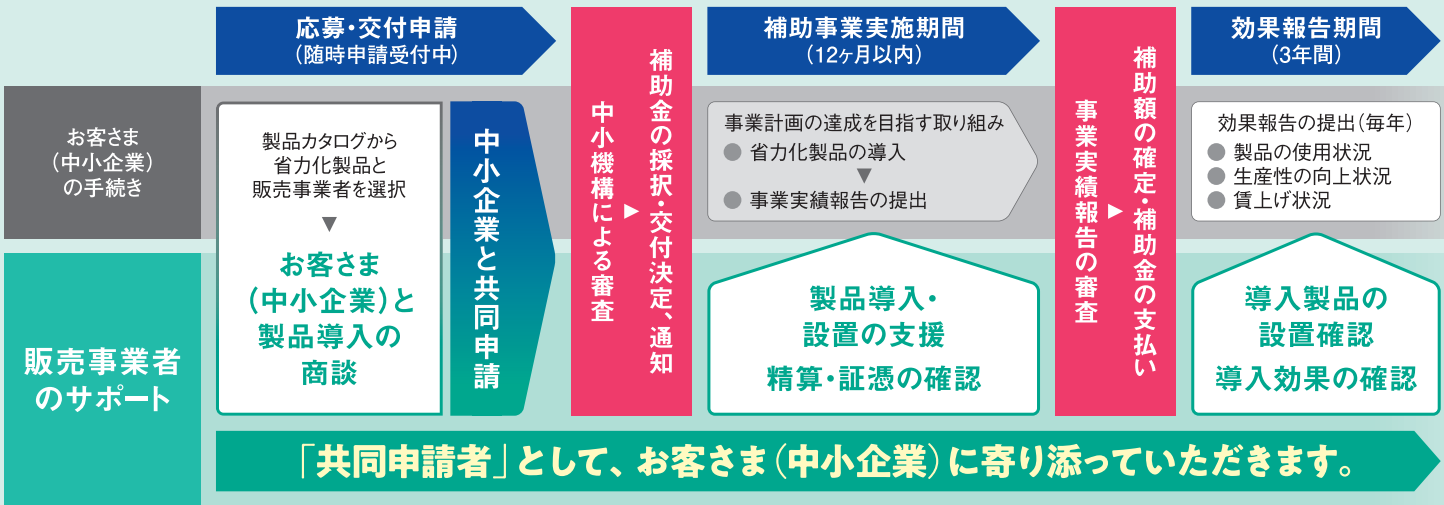 応募・交付申請
(随時申請受付中)
補助事業実施期間
(12ヶ月以内)
効果報告期間
(3年間)
お客さま
(中小企業)
の手続き
製品カタログから
省力化製品と
販売事業者を選択
▼
お客さま
(中小企業)と
製品導入の
商談
中小企業と共同申請
中小機構による審査
▶
補助金の採択・交付決定、通知
事業計画の達成を目指す取り組み
● 省力化製品の導入
▼
● 事業実績報告の提出
製品導入・
設置の支援
精算・証憑の確認
事業実績報告の審査
▶
補助額の確定・補助金の支払い
効果報告の提出(毎年)
● 製品の使用状況
● 生産性の向上状況
● 賃上げ状況
導入製品の
設置確認
導入効果の確認
販売事業者
のサポート
「共同申請者」として、お客さま(中小企業)に寄り添っていただきます。